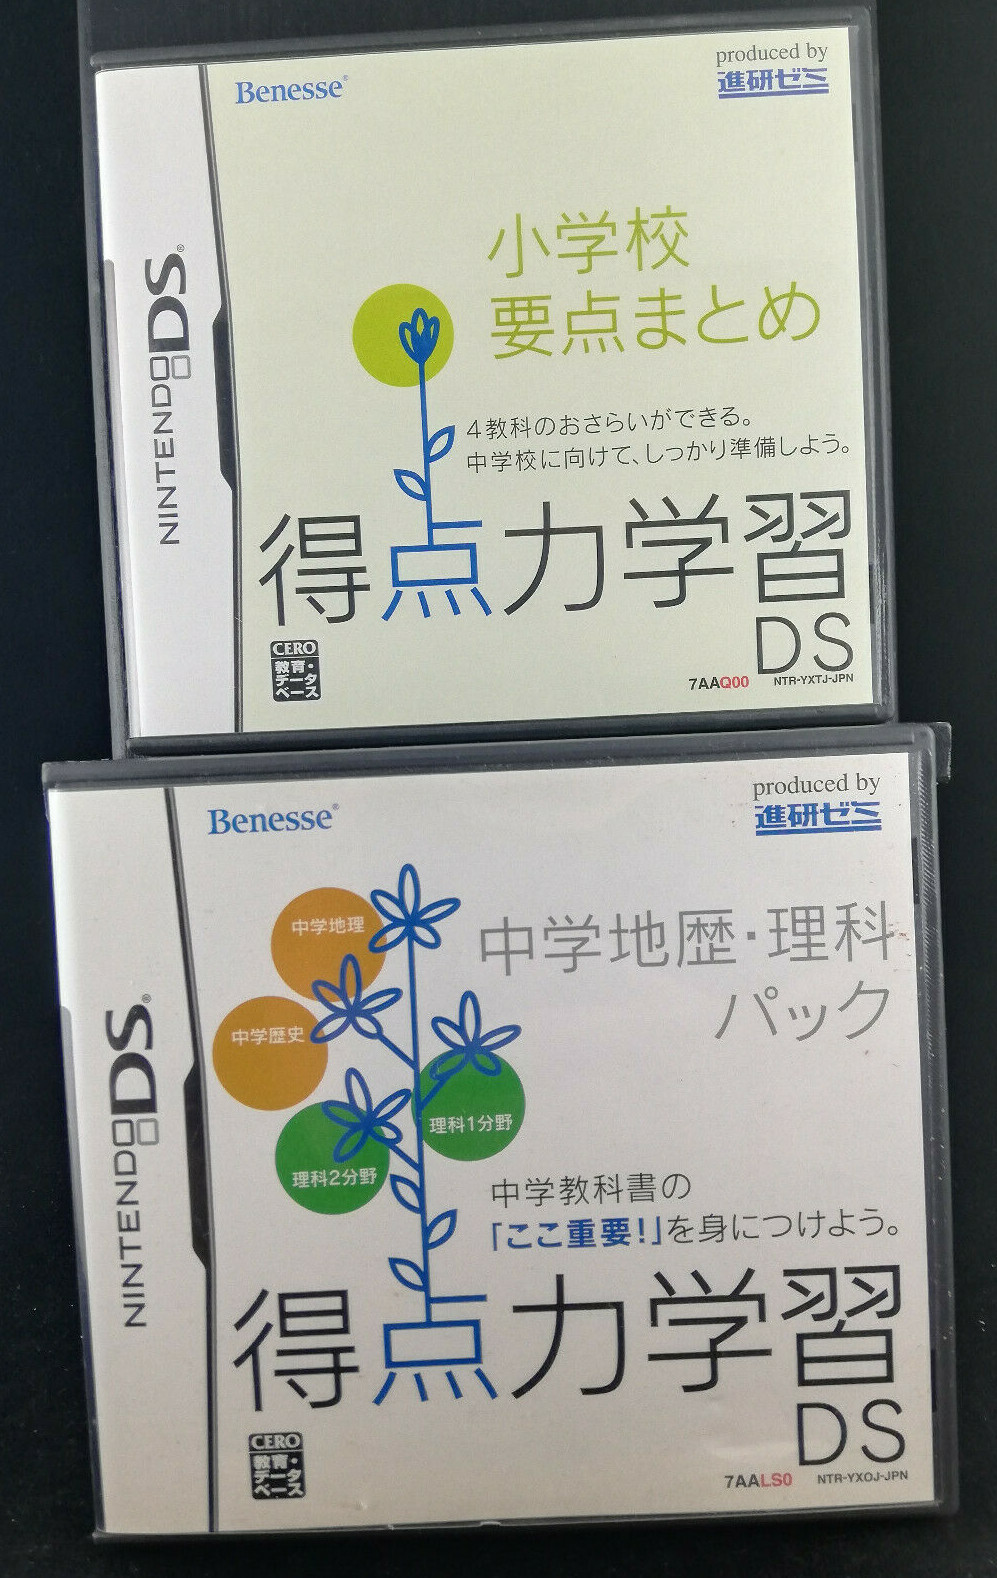 NINTENDO DS®
Benesse®
produced by
進研ゼミ
小学校
要点まとめ
4教科のおさらいができる。
中学校に向けて、しっかり準備しよう。
得点力学習
DS
CERO
教育・
データ
ベース
7AAQ00 NTR-YXTJ-JPN
NINTENDO DS®
Benesse®
produced by
進研ゼミ
中学地歴・理科
パック
中学地理
中学歴史
理科1分野
理科2分野
中学教科書の
「ここ重要!」を身につけよう。
得点力学習
DS
CERO
教育・
データ
ベース
7AALS0 NTR-YXOJ-JPN